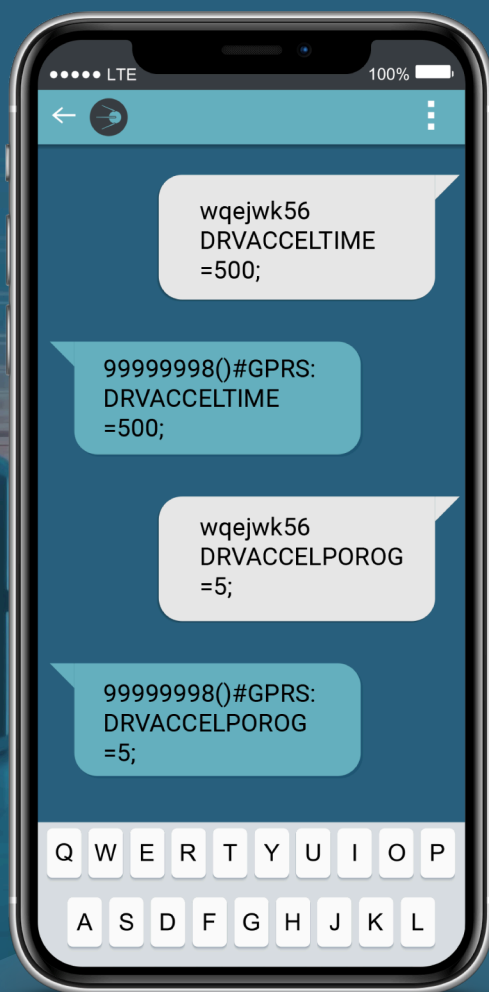 LTE
100%
wqejwk56
DRVACCELTIME
=500;
99999998()#GPRS:
DRVACCELTIME
=500;
wqejwk56
DRVACCELPOROG
=5;
99999998()#GPRS:
DRVACCELPOROG
=5;
Q W E R T Y U I O P
A S D F G H J K L